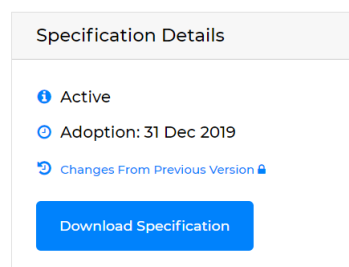 Specification Details
Active
Adoption: 31 Dec 2019
Changes From Previous Version
Download Specification